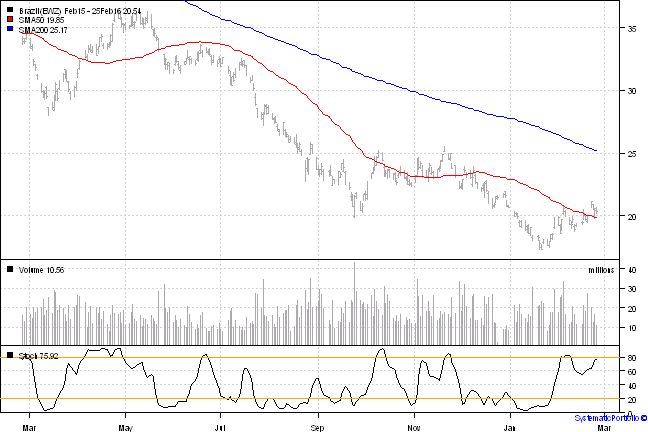 Brazil(EWZ) Feb15 - 25Feb16 20.54
SMA50 19.85
SMA200 25.17
35
30
25
20
Volume 10.56
millions
40
30
20
10
Stoch 75.92
80
60
40
20
0
Mar May Jul Sep Nov Jan Mar
SystematicPortfolio ©